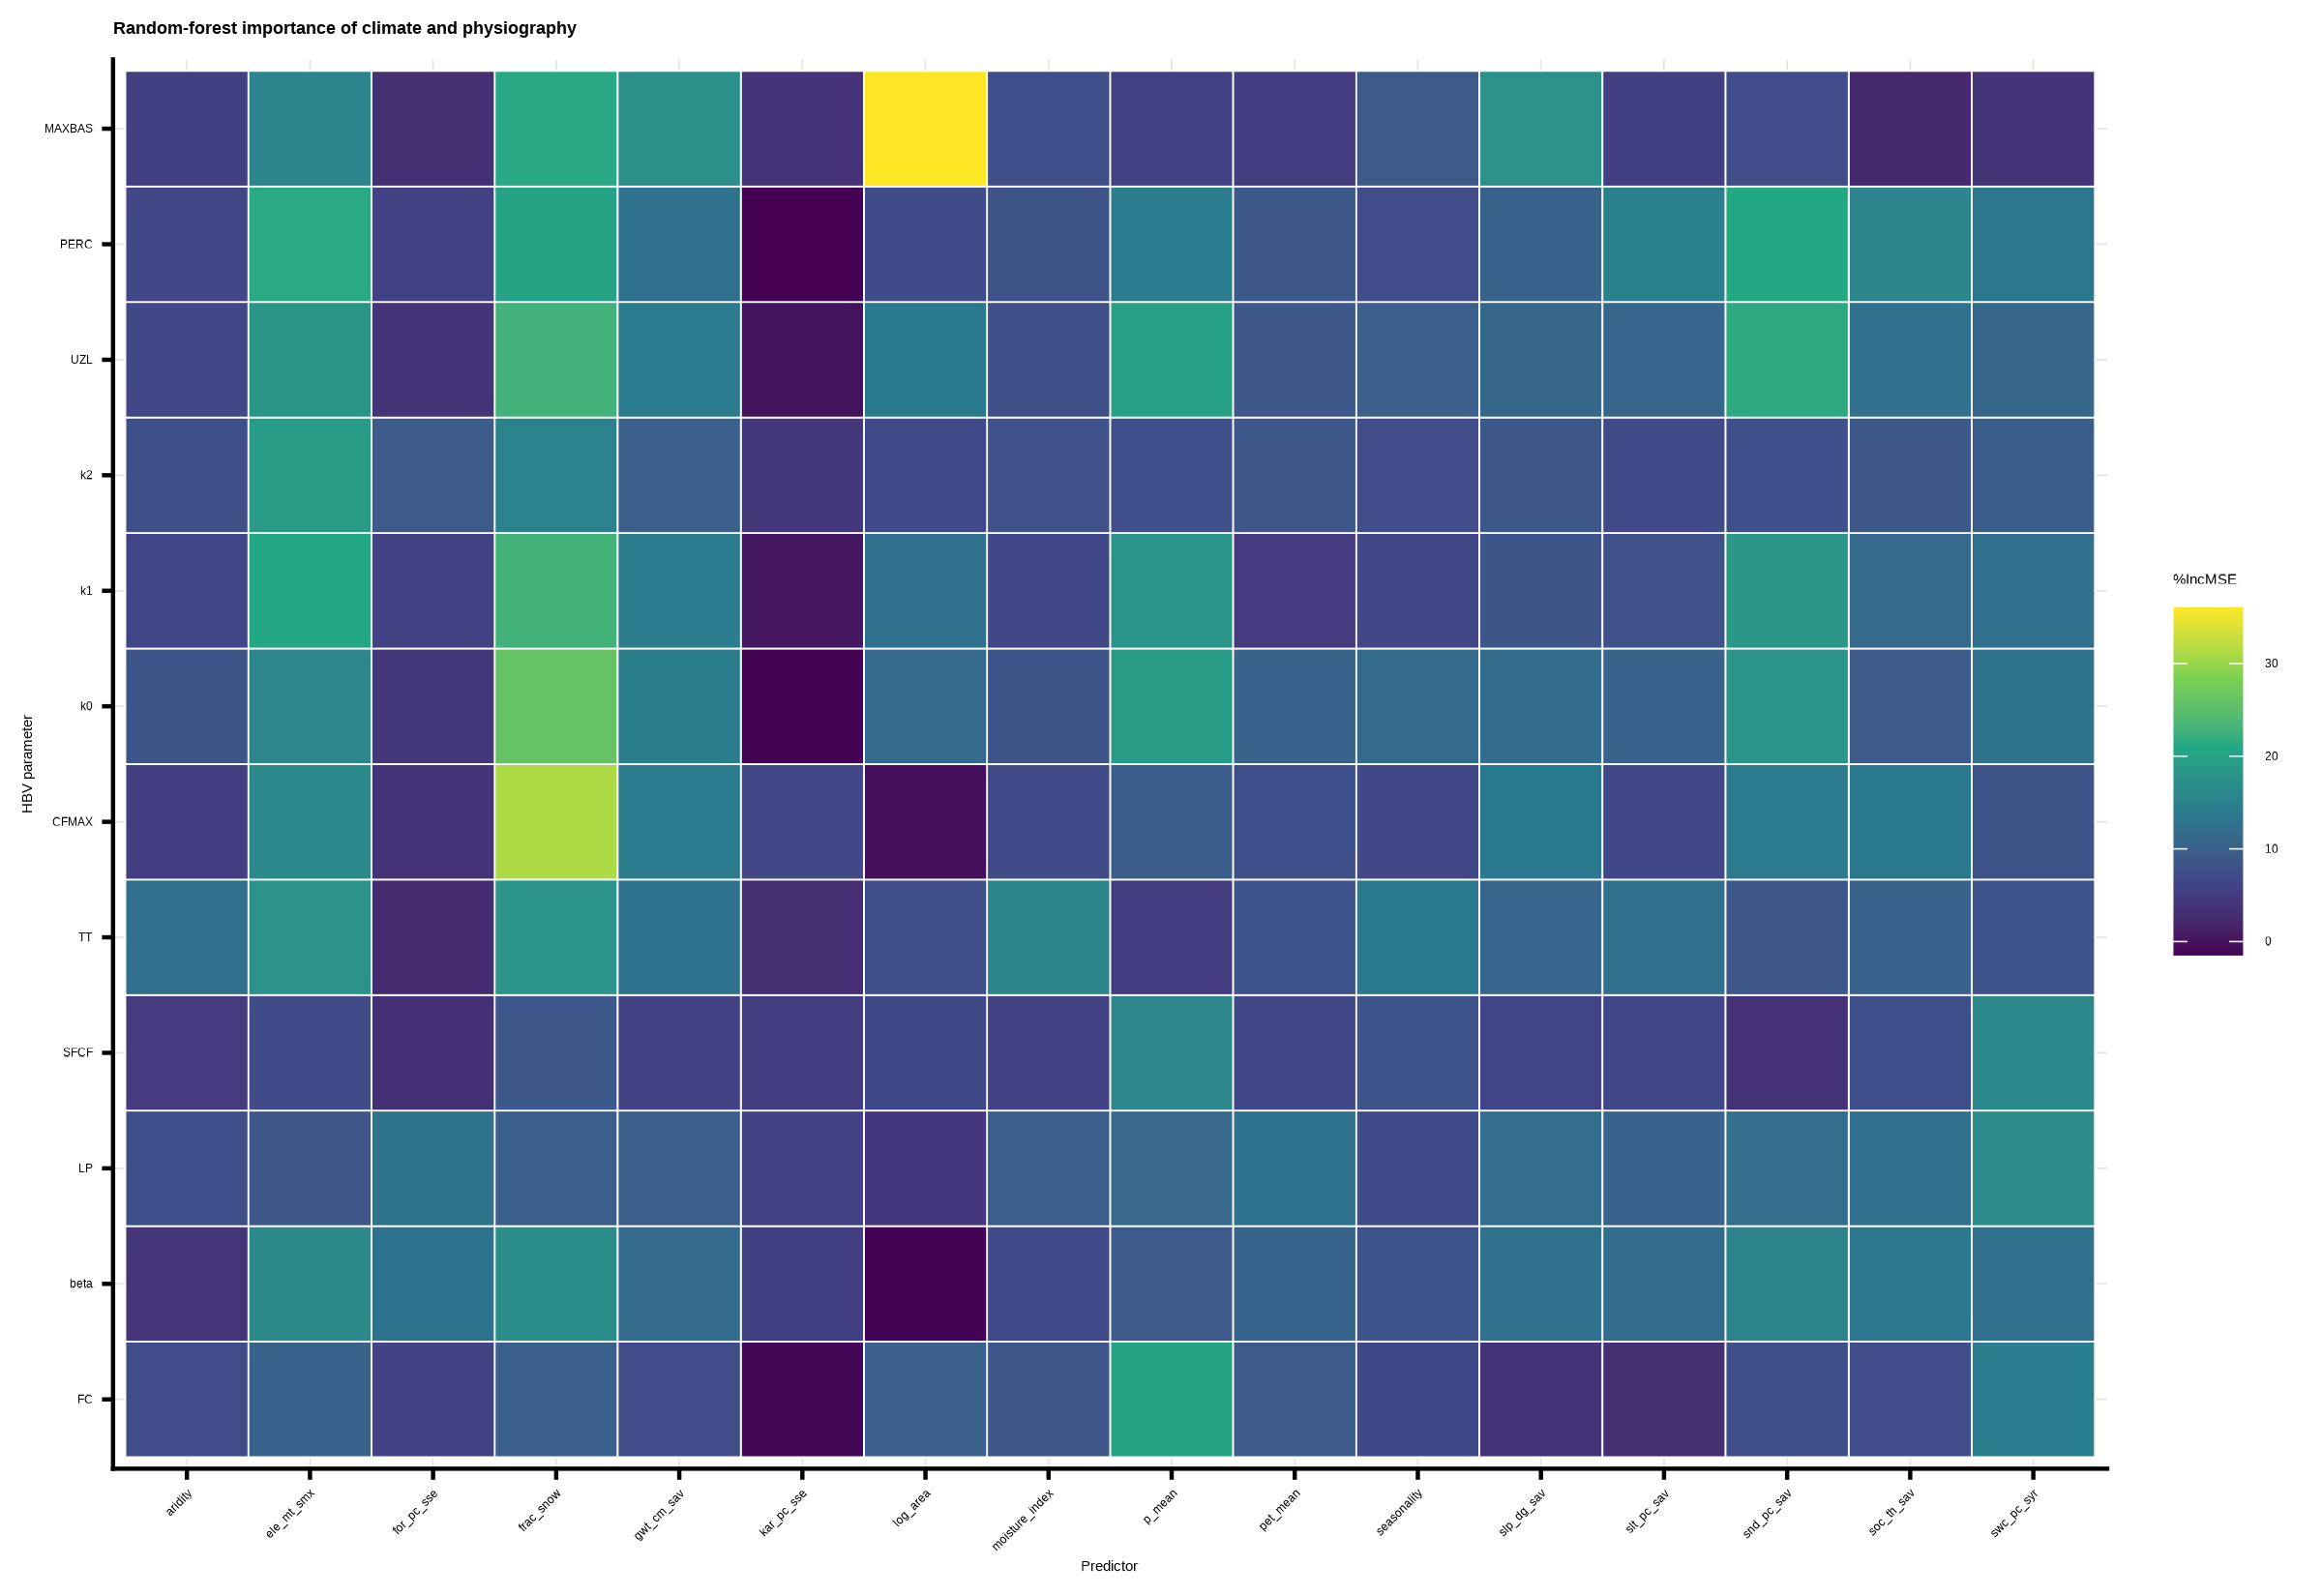 Random-forest importance of climate and physiography
MAXBAS
PERC
UZL
k2
k1
k0
CFMAX
TT
SFCF
LP
beta
FC
HBV parameter
aridity
ele_mt_smx
for_pc_sse
frac_snow
gwt_cm_sav
kar_pc_sse
log_area
moisture_index
p_mean
pet_mean
seasonality
slp_dg_sav
slt_pc_sav
snd_pc_sav
soc_th_sav
swc_pc_syr
Predictor
%IncMSE
30
20
10
0